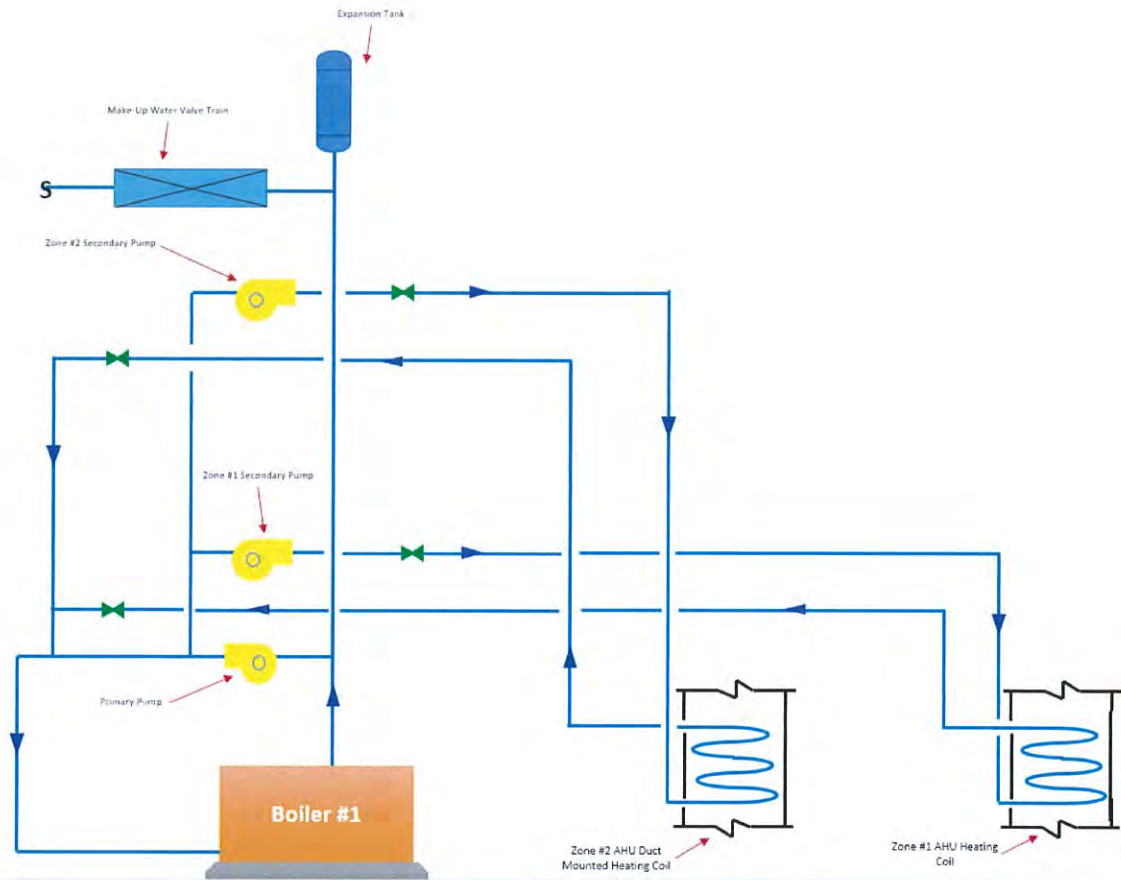 Expansion Tank
Make-Up Water Valve Train
S
Zone #2 Secondary Pump
Zone #1 Secondary Pump
Primary Pump
Boiler #1
Zone #2 AHU Duct
Mounted Heating Coil
Zone #1 AHU Heating
Coil